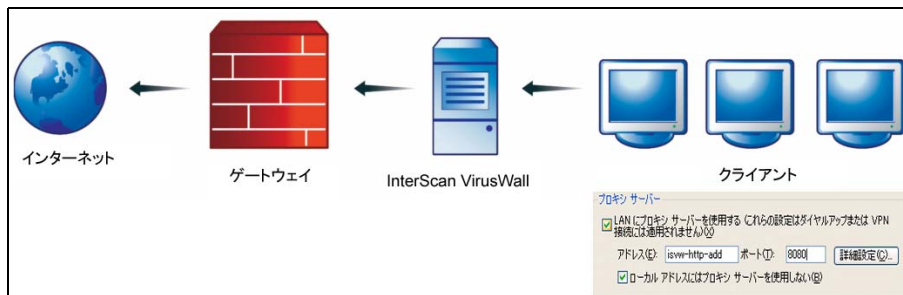 インターネット
ゲートウェイ
InterScan VirusWall
クライアント
プロキシ サーバー
LAN にプロキシ サーバーを使用する (これらの設定はダイヤルアップまたは VPN
接続には適用されません)(X)
アドレス(E): isvw-http-add ポート(T): 8080 詳細設定(C)...
ローカル アドレスにはプロキシ サーバーを使用しない(B)